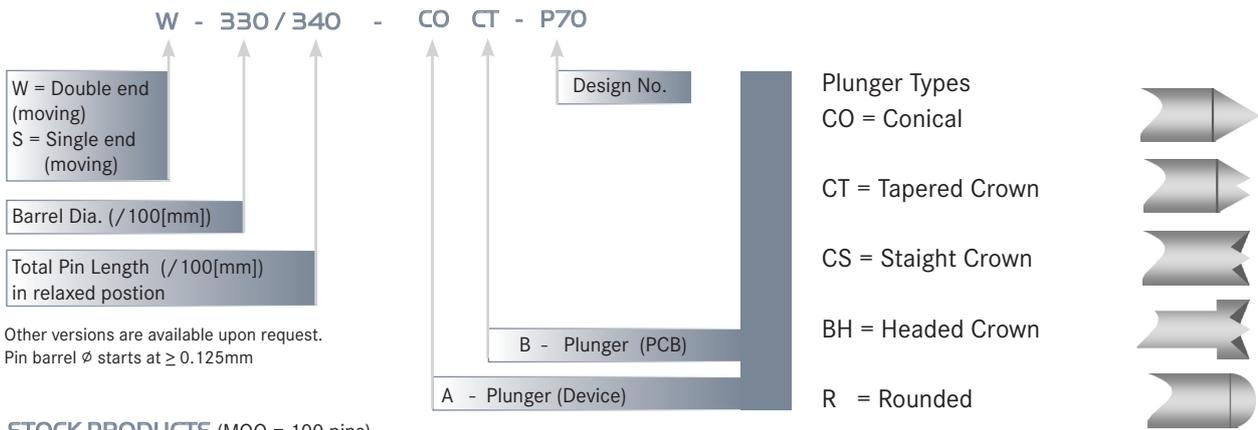 W - 330 / 340 - CO CT - P70
W = Double end
(moving)
S = Single end
(moving)
Barrel Dia. (/100[mm])
Total Pin Length (/100[mm])
in relaxed postion
Other versions are available upon request.
Pin barrel Ø starts at ≥ 0.125mm
Design No.
B - Plunger (PCB)
A - Plunger (Device)
Plunger Types
CO = Conical
CT = Tapered Crown
CS = Staight Crown
BH = Headed Crown
R = Rounded
STOCK PRODUCTS (MOQ = 100 pins)